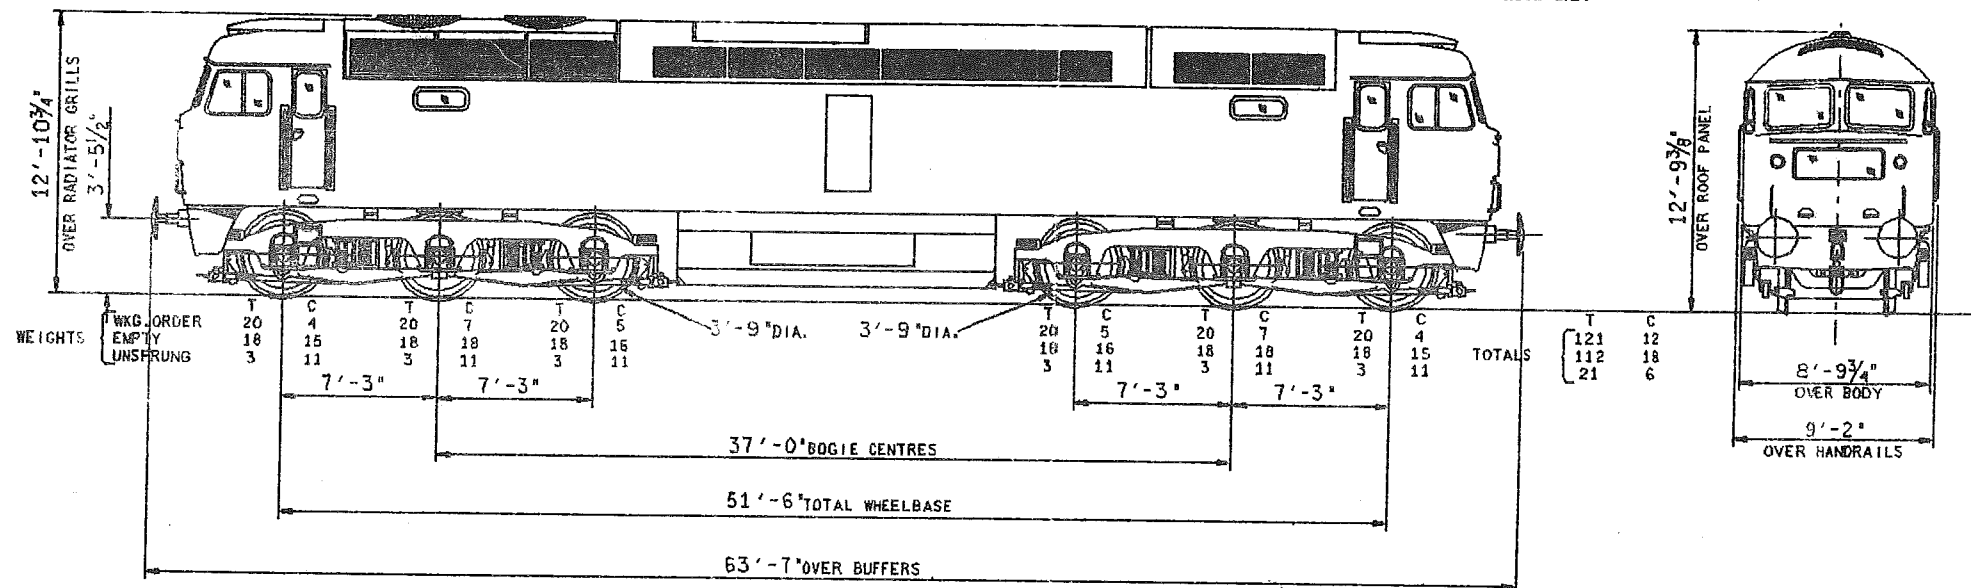 12'-10¾"
OVER RADIATOR GRILLS
3'-5½"
12'-9⅜"
OVER ROOF PANEL
WEIGHTS
T C T C T C T C T C T C T C
WKG.ORDER 20 4 20 7 20 5 20 5 20 7 20 4 121 12
EMPTY 18 15 18 18 18 16 18 16 18 18 18 15 TOTALS 112 18
UNSPRUNG 3 11 3 11 3 11 3 11 3 11 3 11 21 6
3'-9"DIA. 3'-9"DIA.
7'-3" 7'-3" 7'-3" 7'-3"
8'-9¾"
OVER BODY
9'-2"
OVER HANDRAILS
37'-0"BOGIE CENTRES
51'-6"TOTAL WHEELBASE
63'-7"OVER BUFFERS